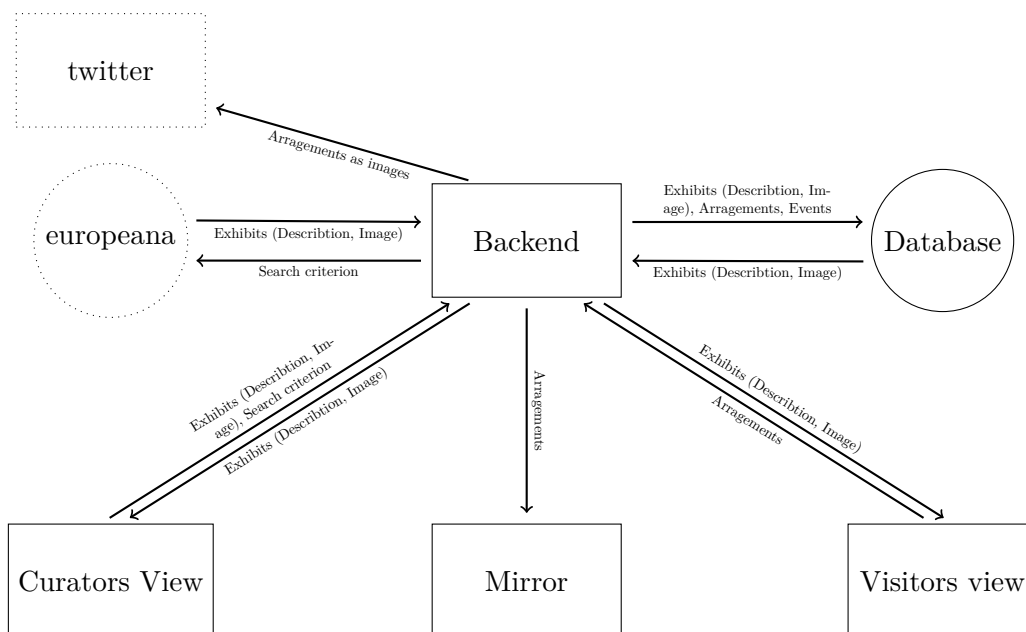 twitter
Arragements as images
europeana
Exhibits (Describtion, Image)
Search criterion
Backend
Exhibits (Describtion, Im-
age), Arragements, Events
Exhibits (Describtion, Image)
Database
Exhibits (Describtion, Im-
age), Search criterion
Exhibits (Describtion, Image)
Arragements
Exhibits (Describtion, Image)
Arragements
Curators View
Mirror
Visitors view